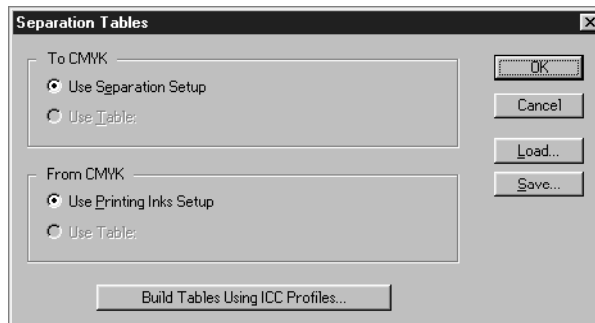 Separation Tables
To CMYK
Use Separation Setup
Use Table:
From CMYK
Use Printing Inks Setup
Use Table:
Build Tables Using ICC Profiles...
OK
Cancel
Load...
Save...